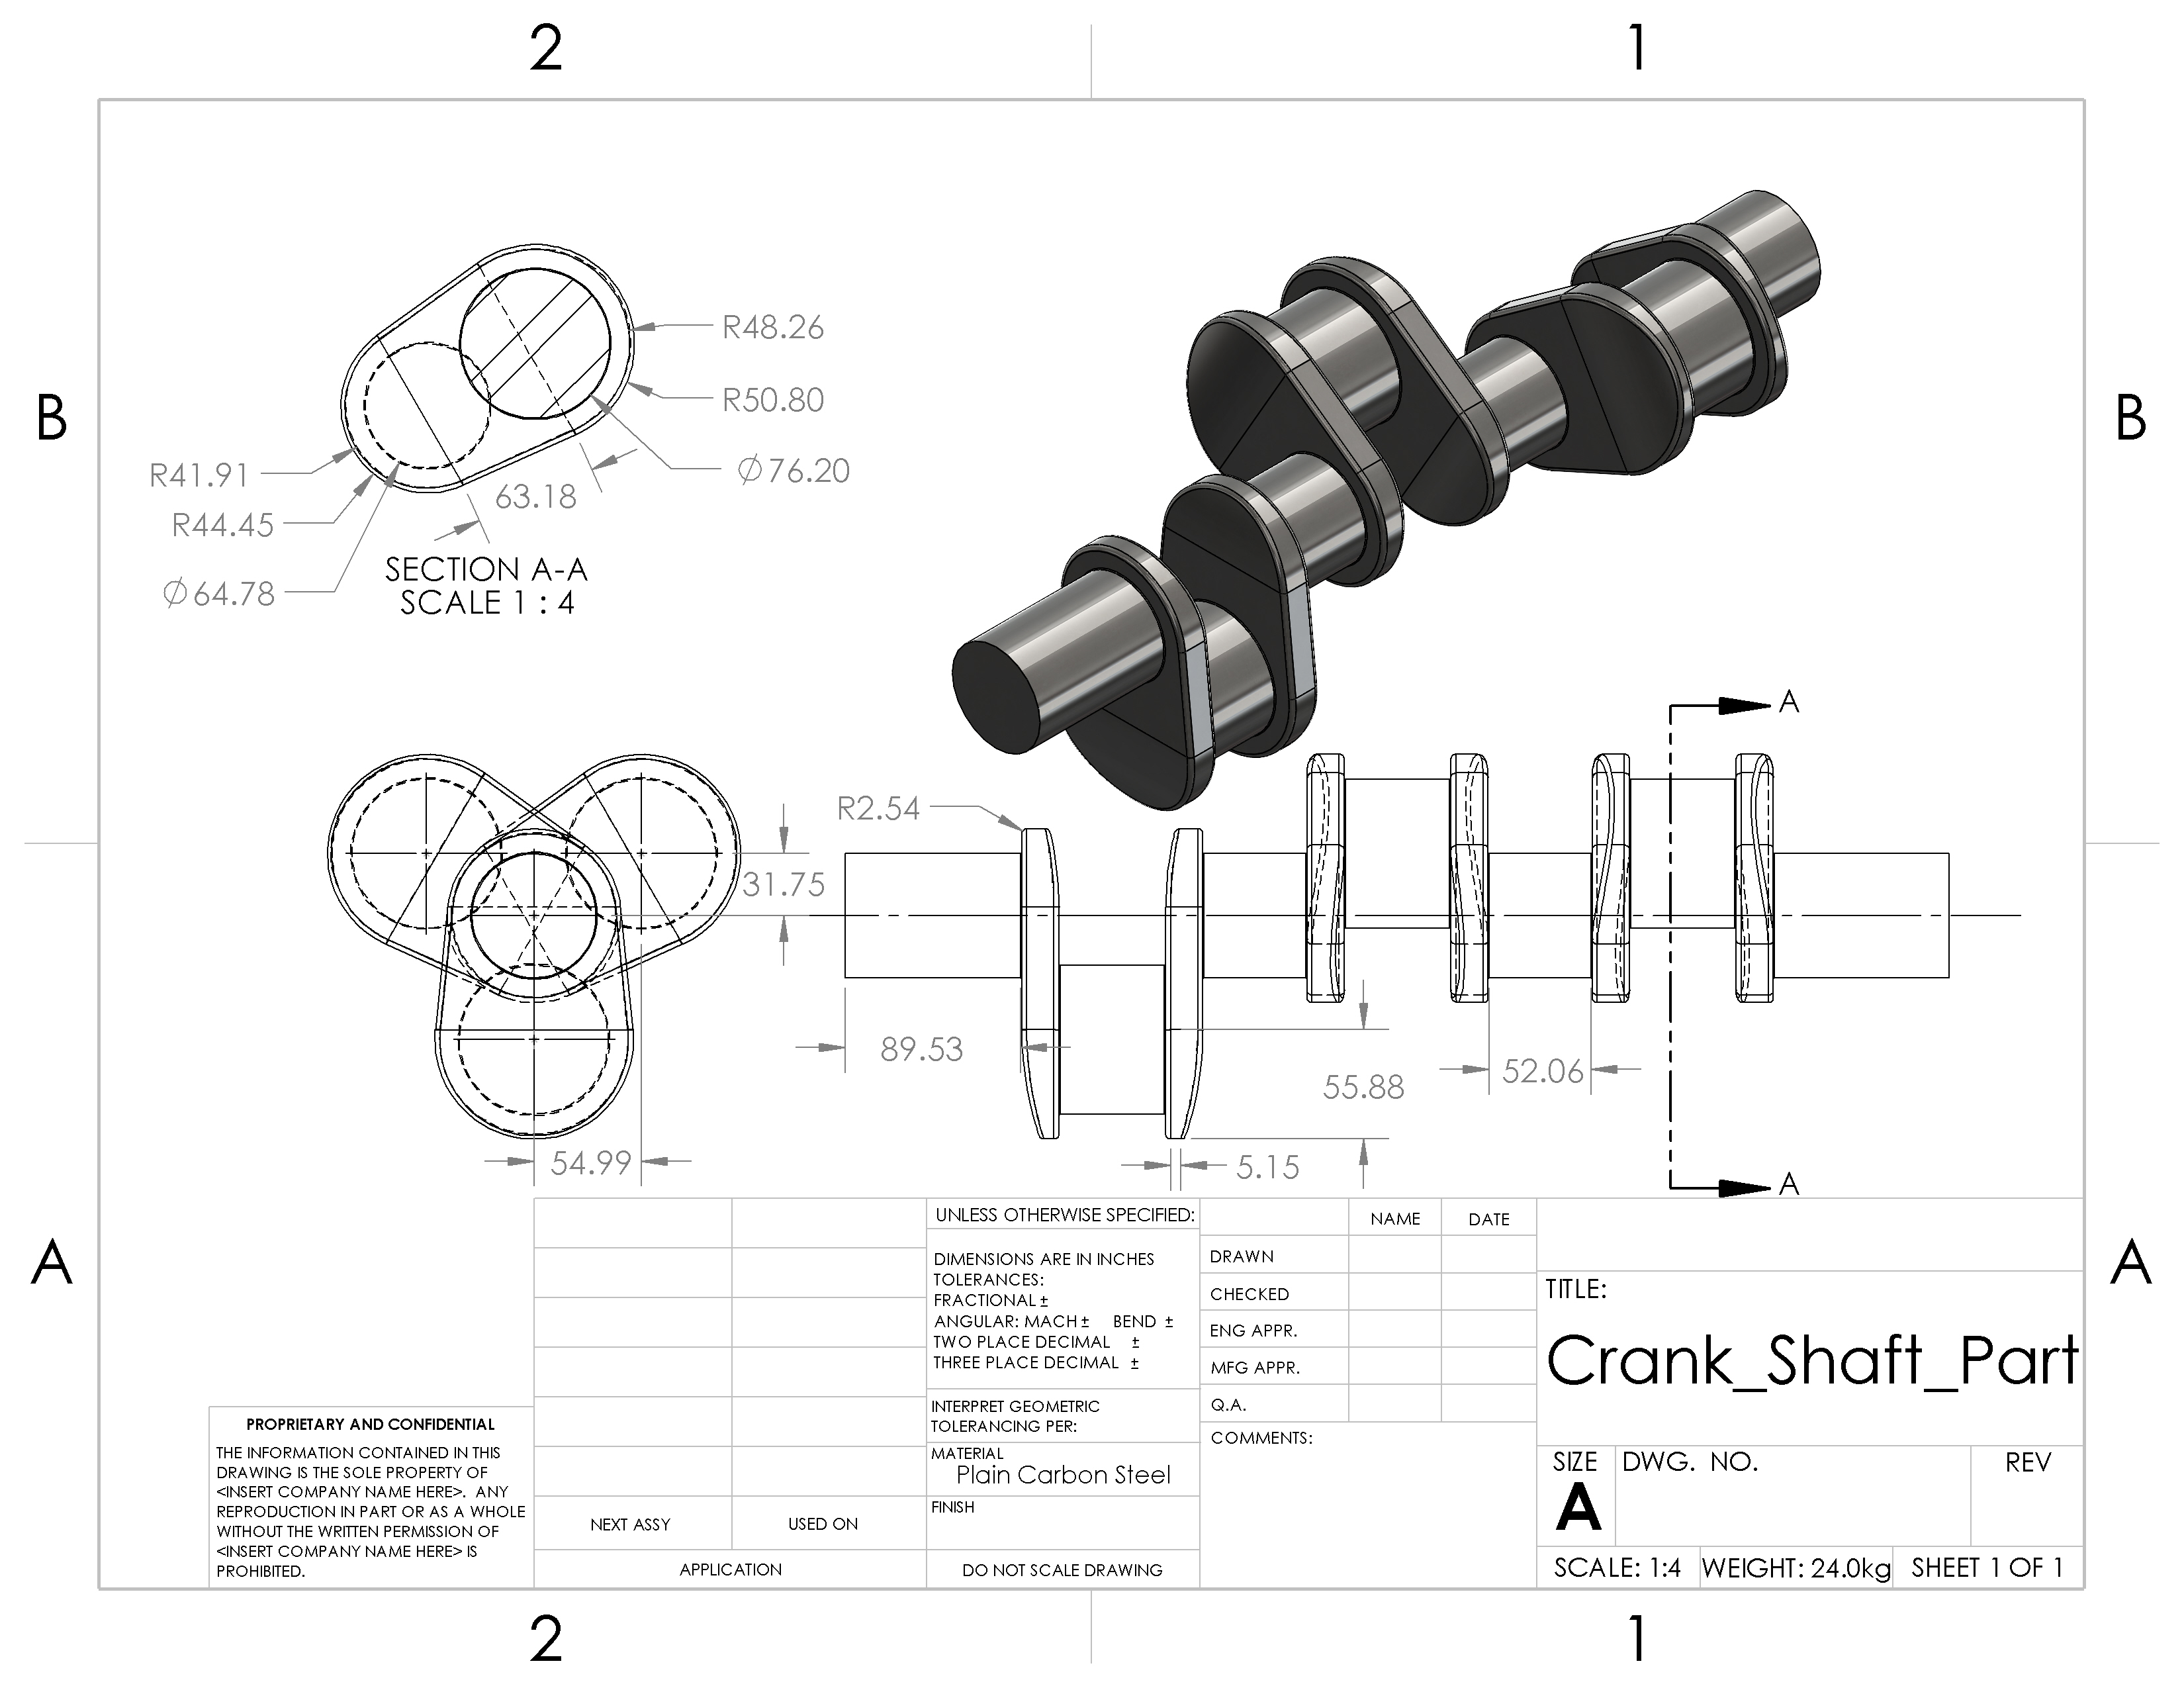 2 1
B B
R48.26
R50.80
R41.91
⌀76.20
63.18
R44.45
⌀64.78
SECTION A-A
SCALE 1 : 4
A
R2.54
31.75
89.53
55.88
52.06
54.99
5.15
A
A A
UNLESS OTHERWISE SPECIFIED:
DIMENSIONS ARE IN INCHES
TOLERANCES:
FRACTIONAL ±
ANGULAR: MACH ± BEND ±
TWO PLACE DECIMAL ±
THREE PLACE DECIMAL ±
INTERPRET GEOMETRIC
TOLERANCING PER:
MATERIAL
Plain Carbon Steel
FINISH
DO NOT SCALE DRAWING
NAME DATE
DRAWN
CHECKED
ENG APPR.
MFG APPR.
Q.A.
COMMENTS:
TITLE:
Crank_Shaft_Part
SIZE DWG. NO. REV
A
SCALE: 1:4 WEIGHT: 24.0kg SHEET 1 OF 1
PROPRIETARY AND CONFIDENTIAL
THE INFORMATION CONTAINED IN THIS
DRAWING IS THE SOLE PROPERTY OF
<INSERT COMPANY NAME HERE>. ANY
REPRODUCTION IN PART OR AS A WHOLE
WITHOUT THE WRITTEN PERMISSION OF
<INSERT COMPANY NAME HERE> IS
PROHIBITED.
NEXT ASSY USED ON
APPLICATION
2 1